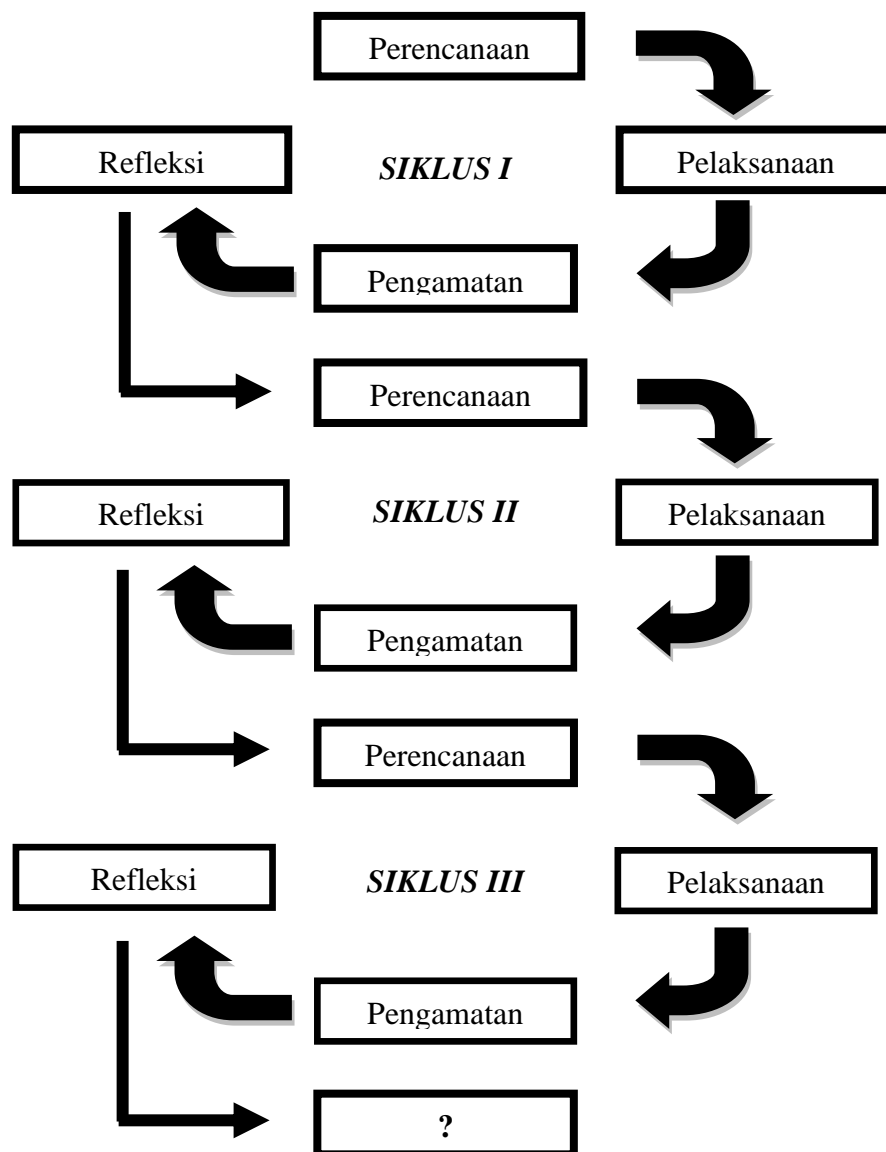 Perencanaan
Refleksi
SIKLUS I
Pelaksanaan
Pengamatan
Perencanaan
Refleksi
SIKLUS II
Pelaksanaan
Pengamatan
Perencanaan
Refleksi
SIKLUS III
Pelaksanaan
Pengamatan
?